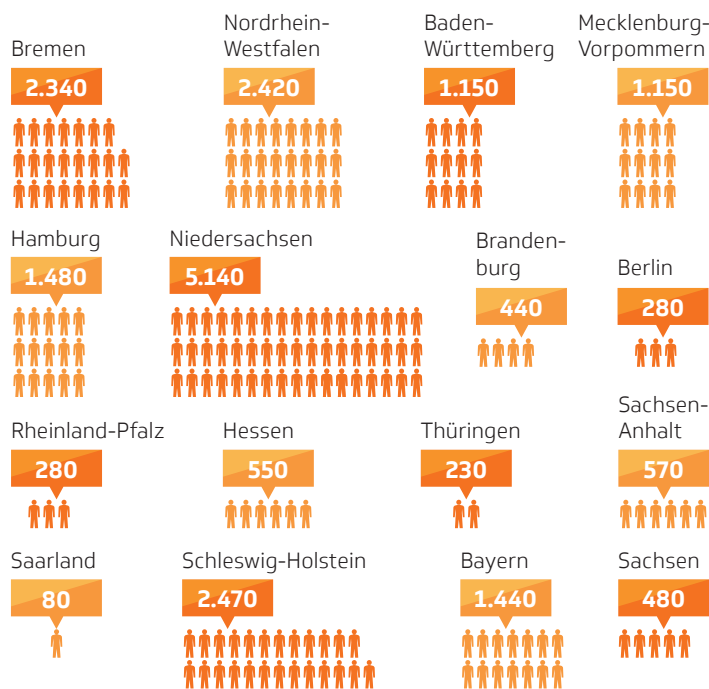 Bremen
2.340
Nordrhein-
Westfalen
2.420
Baden-
Württemberg
1.150
Mecklenburg-
Vorpommern
1.150
Hamburg
1.480
Niedersachsen
5.140
Branden-
burg
440
Berlin
280
Rheinland-Pfalz
280
Hessen
550
Thüringen
230
Sachsen-
Anhalt
570
Saarland
80
Schleswig-Holstein
2.470
Bayern
1.440
Sachsen
480